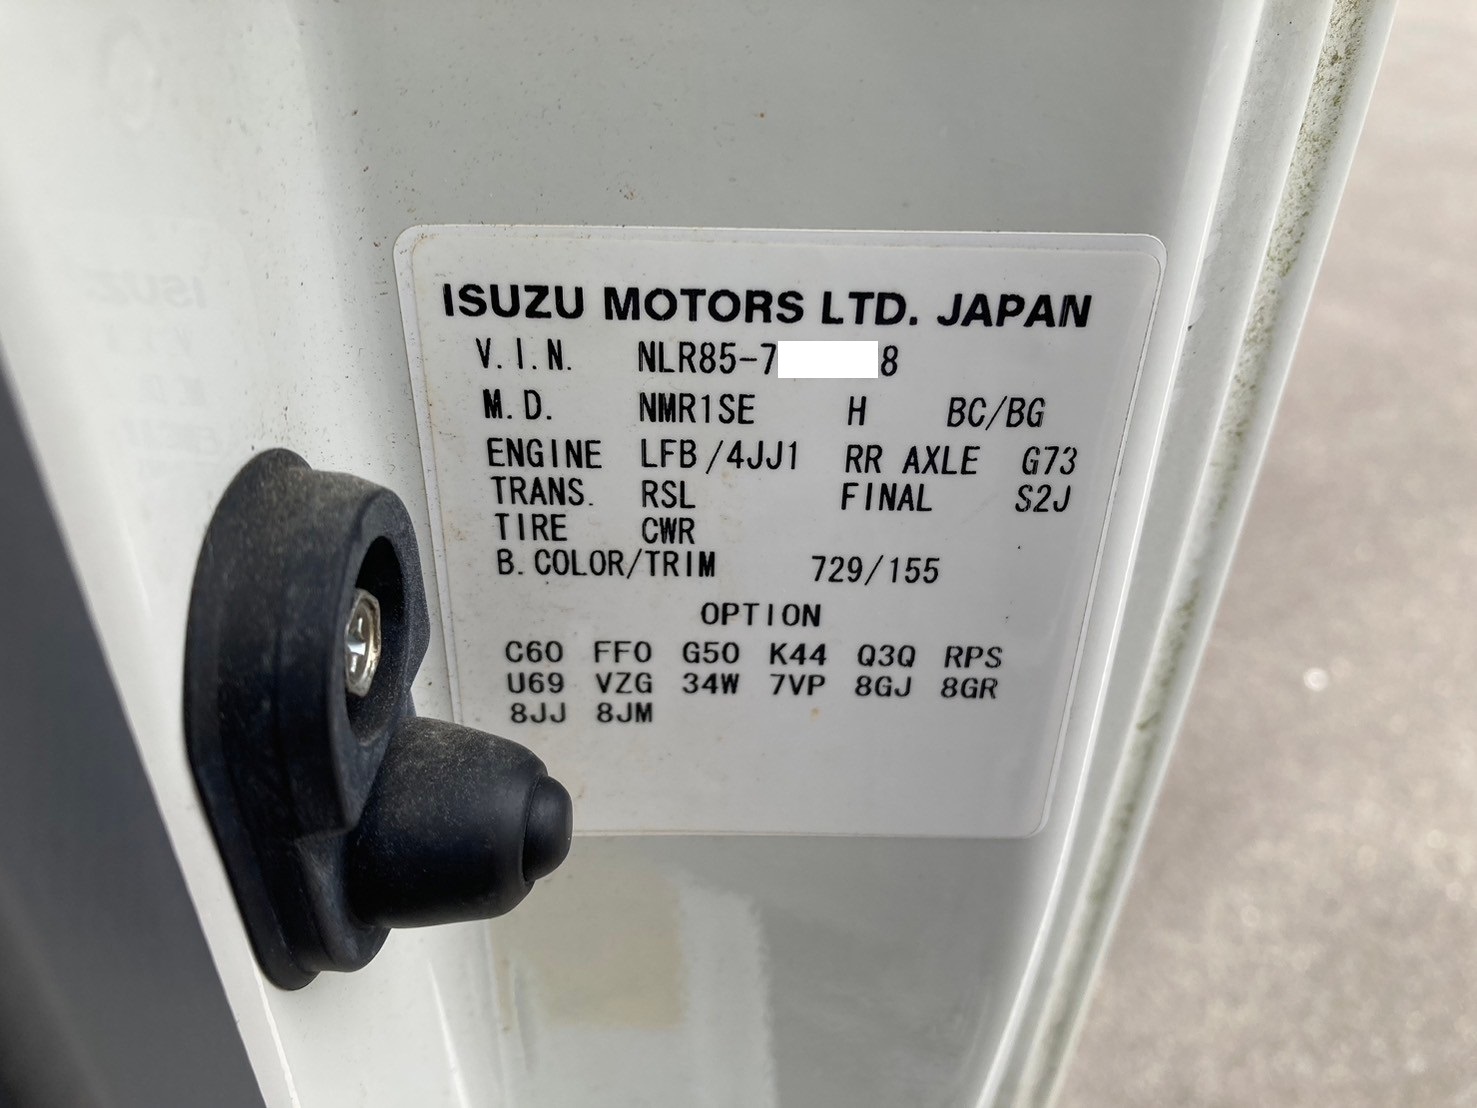 ISUZU MOTORS LTD. JAPAN
V.I.N. NLR85-7 8
M.D. NMR1SE H BC/BG
ENGINE LFB/4JJ1 RR AXLE G73
TRANS. RSL FINAL S2J
TIRE CWR
B.COLOR/TRIM 729/155
OPTION
C60 FF0 G50 K44 Q3Q RPS
U69 VZG 34W 7VP 8GJ 8GR
8JJ 8JM